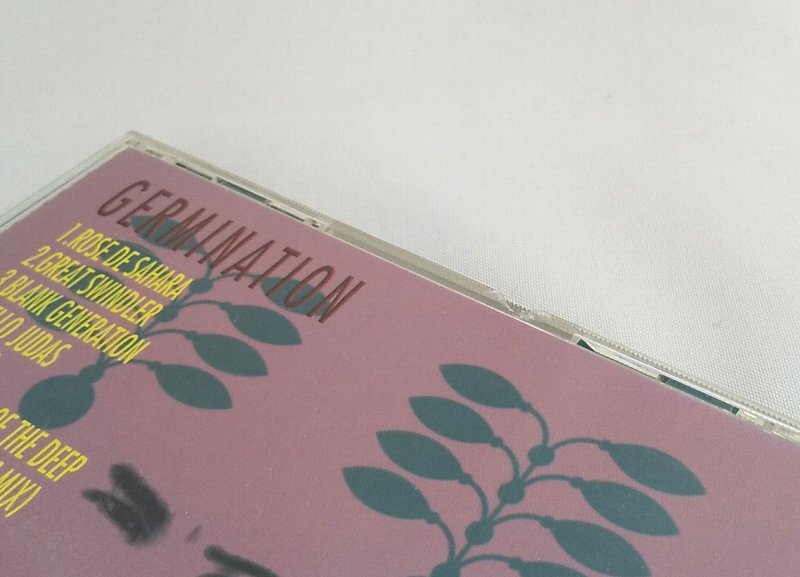 GERMINATION
1.ROSE DE SAHARA
2.GREAT SWINDLER
3.BLANK GENERATION
JUDAS
OF THE DEEP
MIX)